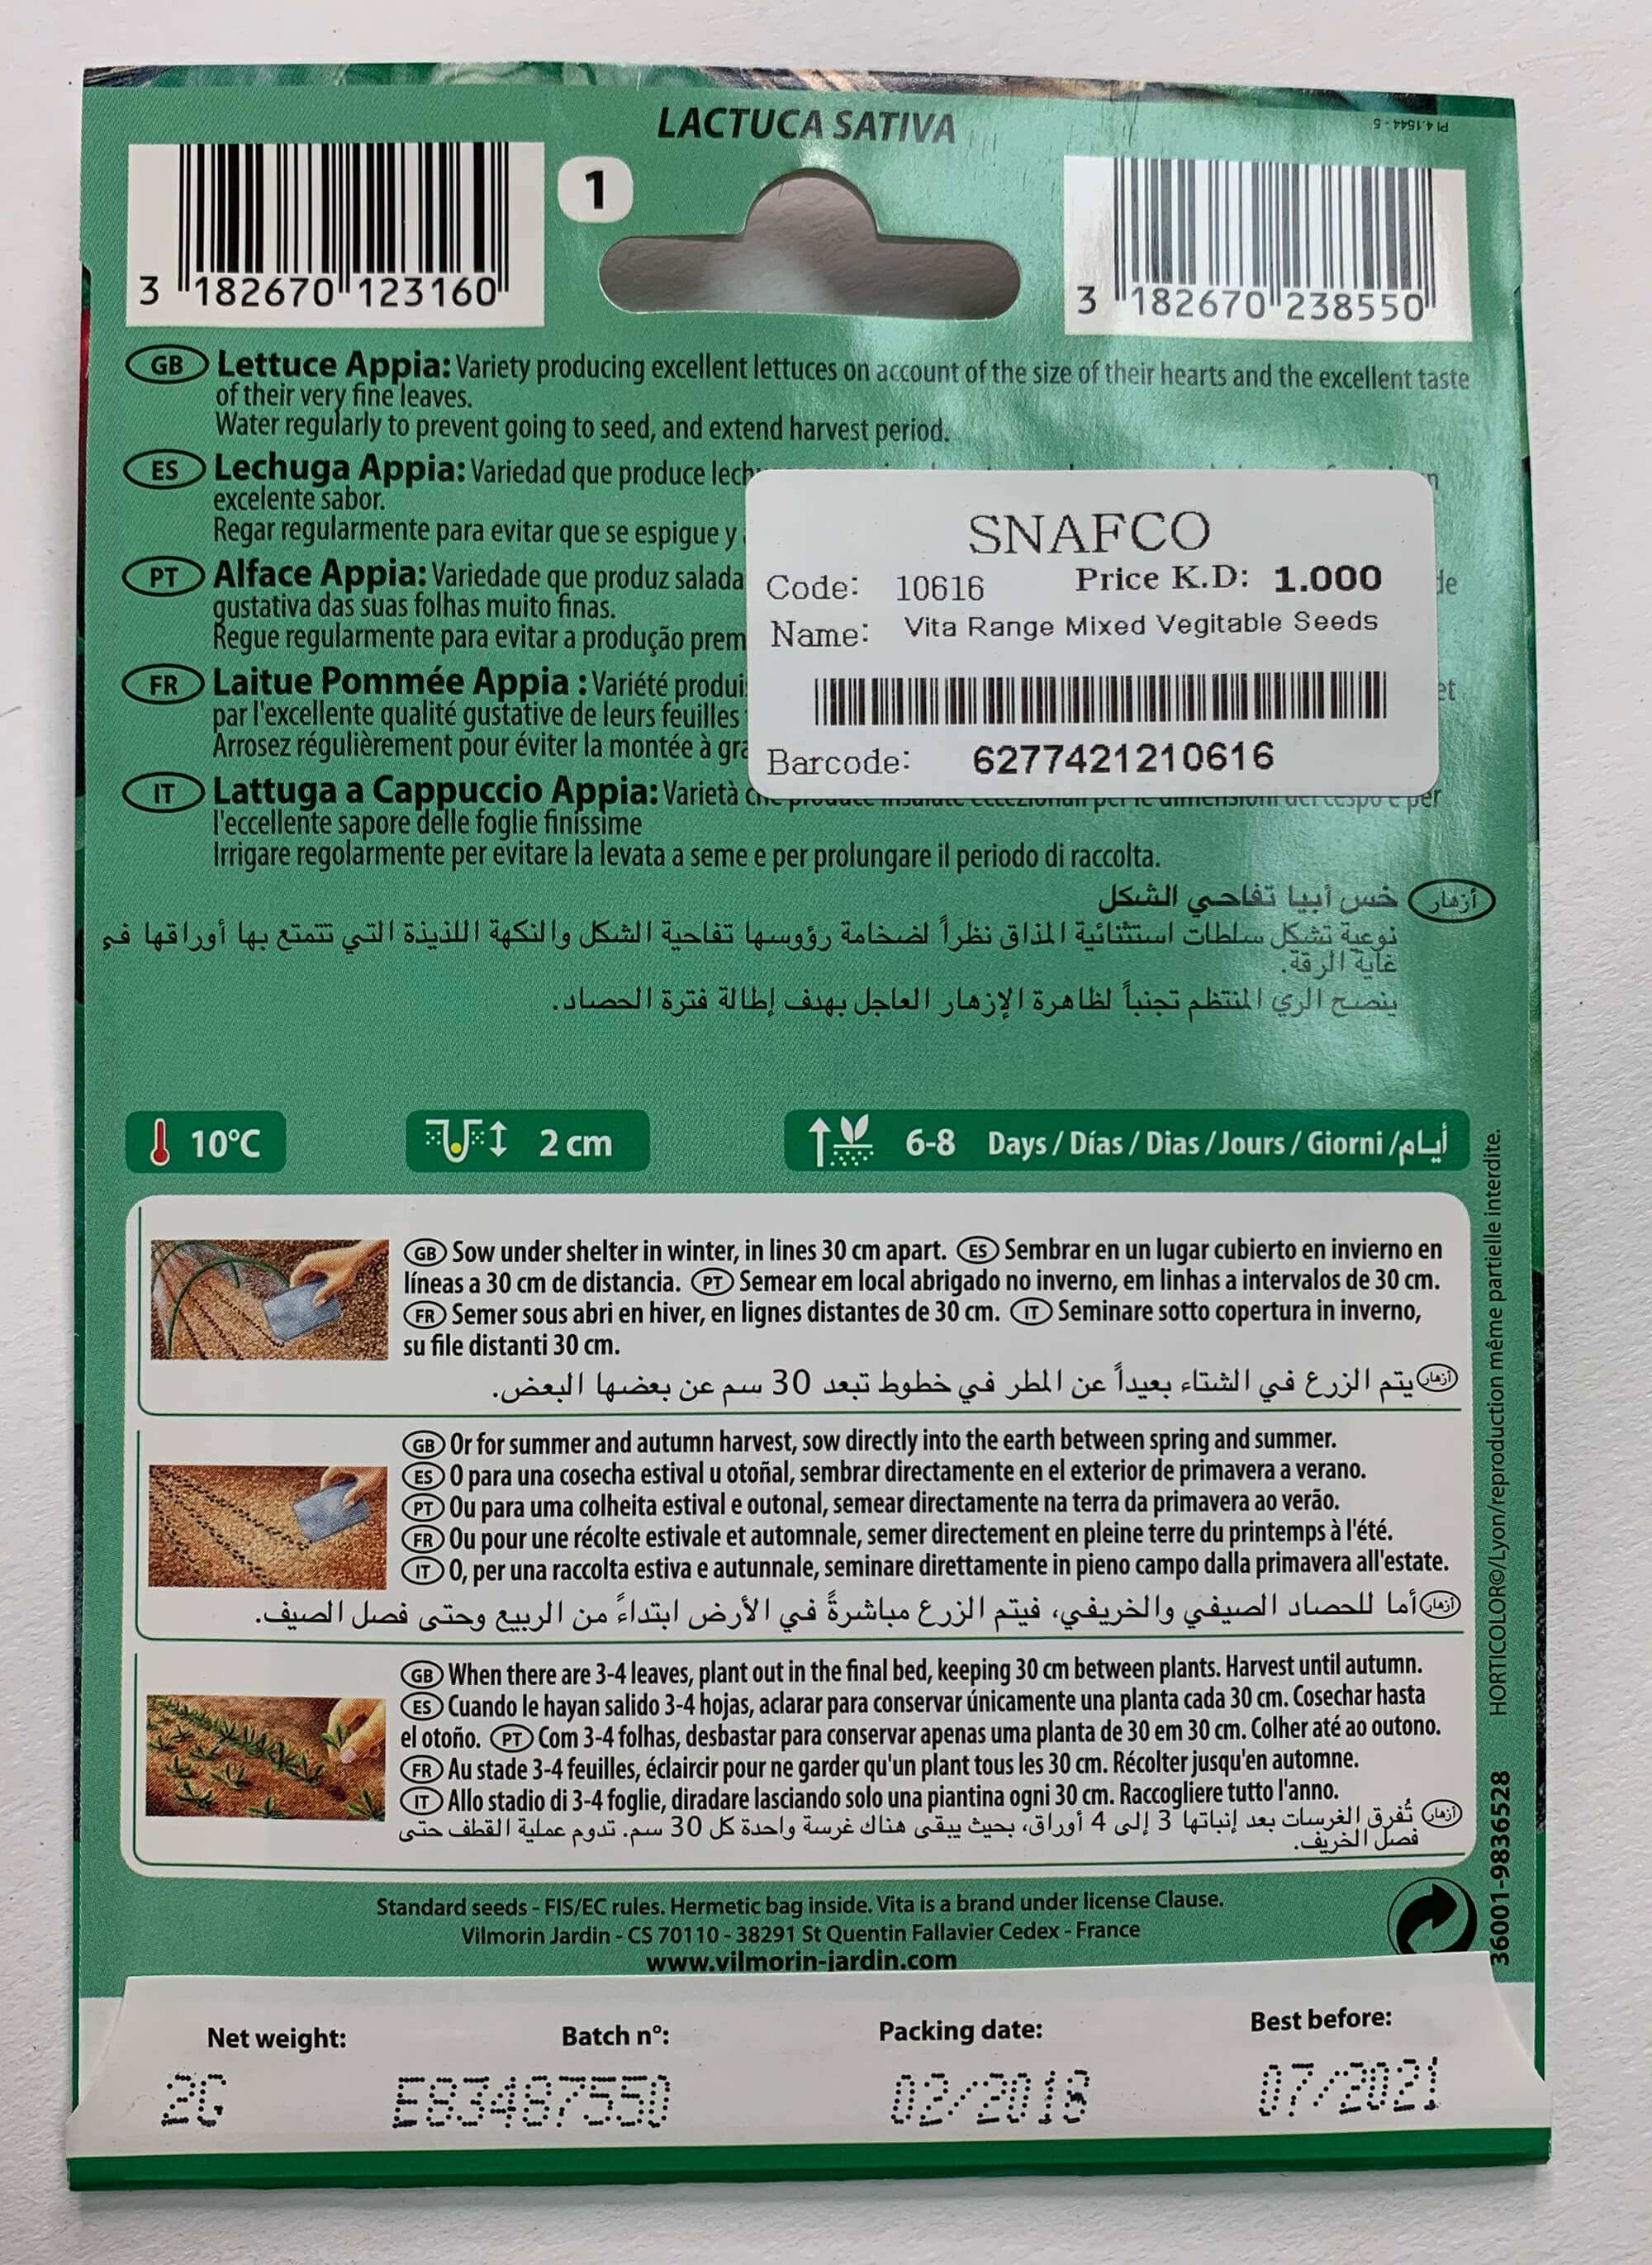 LACTUCA SATIVA
Pl 4.1544 - 5
3 182670 123160
1
3 182670 238550
GB Lettuce Appia: Variety producing excellent lettuces on account of the size of their hearts and the excellent taste
of their very fine leaves.
Water regularly to prevent going to seed, and extend harvest period.
ES Lechuga Appia: Variedad que produce
excelente sabor.
Regar regularmente para evitar que se espigue y
PT Alface Appia: Variedade que produz salada
de
gustativa das suas folhas muito finas.
Regue regularmente para evitar a produção
FR Laitue Pommée Appia : Variété
et
par l'excellente qualité gustative de leurs feuilles
Arrosez régulièrement pour éviter la montée à
SNAFCO
Code: 10616 Price K.D: 1.000
Name: Vita Range Mixed Vegitable Seeds
Barcode: 6277421210616
IT Lattuga a Cappuccio Appia: Varietà che produce insalate eccezionali per le dimensioni del cespo e per
l'eccellente sapore delle foglie finissime
Irrigare regolarmente per evitare la levata a seme e per prolungare il periodo di raccolta.
أزهار خس أبيا تفاحي الشكل
نوعية تشكل سلطات استثنائية المذاق نظراً لضخامة رؤوسها تفاحية الشكل والنكهة اللذيذة التي تتمتع بها أوراقها في
غاية الرقة.
ينصح الري المنتظم تجنباً لظاهرة الإزهار العاجل بهدف إطالة فترة الحصاد.
10°C
2 cm
6-8 Days / Días / Dias / Jours / Giorni / أيام
GB Sow under shelter in winter, in lines 30 cm apart. ES Sembrar en un lugar cubierto en invierno en
líneas a 30 cm de distancia. PT Semear em local abrigado no inverno, em linhas a intervalos de 30 cm.
FR Semer sous abri en hiver, en lignes distantes de 30 cm. IT Seminare sotto copertura in inverno,
su file distanti 30 cm.
أزهار يتم الزرع في الشتاء بعيداً عن المطر في خطوط تبعد 30 سم عن بعضها البعض.
GB Or for summer and autumn harvest, sow directly into the earth between spring and summer.
ES O para una cosecha estival u otoñal, sembrar directamente en el exterior de primavera a verano.
PT Ou para uma colheita estival e outonal, semear directamente na terra da primavera ao verão.
FR Ou pour une récolte estivale et automnale, semer directement en pleine terre du printemps à l'été.
IT O, per una raccolta estiva e autunnale, seminare direttamente in pieno campo dalla primavera all'estate.
أزهار أما للحصاد الصيفي والخريفي، فيتم الزرع مباشرةً في الأرض ابتداءً من الربيع وحتى فصل الصيف.
GB When there are 3-4 leaves, plant out in the final bed, keeping 30 cm between plants. Harvest until autumn.
ES Cuando le hayan salido 3-4 hojas, aclarar para conservar únicamente una planta cada 30 cm. Cosechar hasta
el otoño. PT Com 3-4 folhas, desbastar para conservar apenas uma planta de 30 em 30 cm. Colher até ao outono.
FR Au stade 3-4 feuilles, éclaircir pour ne garder qu'un plant tous les 30 cm. Récolter jusqu'en automne.
IT Allo stadio di 3-4 foglie, diradare lasciando solo una piantina ogni 30 cm. Raccogliere tutto l'anno.
أزهار تُفرق الغرسات بعد إنباتها 3 إلى 4 أوراق، بحيث يبقى هناك غرسة واحدة كل 30 سم. تدوم عملية القطف حتى
فصل الخريف.
HORTICOLOR©/Lyon/reproduction même partielle interdite.
36001-9836528
Standard seeds - FIS/EC rules. Hermetic bag inside. Vita is a brand under license Clause.
Vilmorin Jardin - CS 70110 - 38291 St Quentin Fallavier Cedex - France
www.vilmorin-jardin.com
Net weight: Batch n°: Packing date: Best before:
2G E83487550 02/2018 07/2021